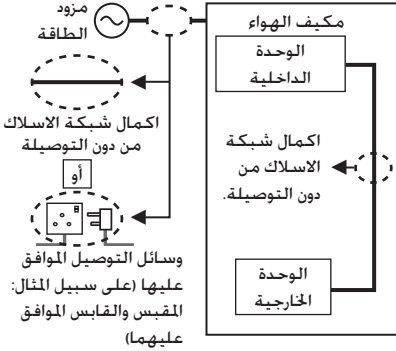 مزود
الطاقة
مكيف الهواء
الوحدة
الداخلية
اكمال شبكة الاسلاك
من دون التوصيلة
اكمال شبكة
الاسلاك من
دون التوصيلة.
أو
وسائل التوصيل الموافق
عليها (على سبيل المثال:
المقبس والقابس الموافق
عليهما)
الوحدة
الخارجية